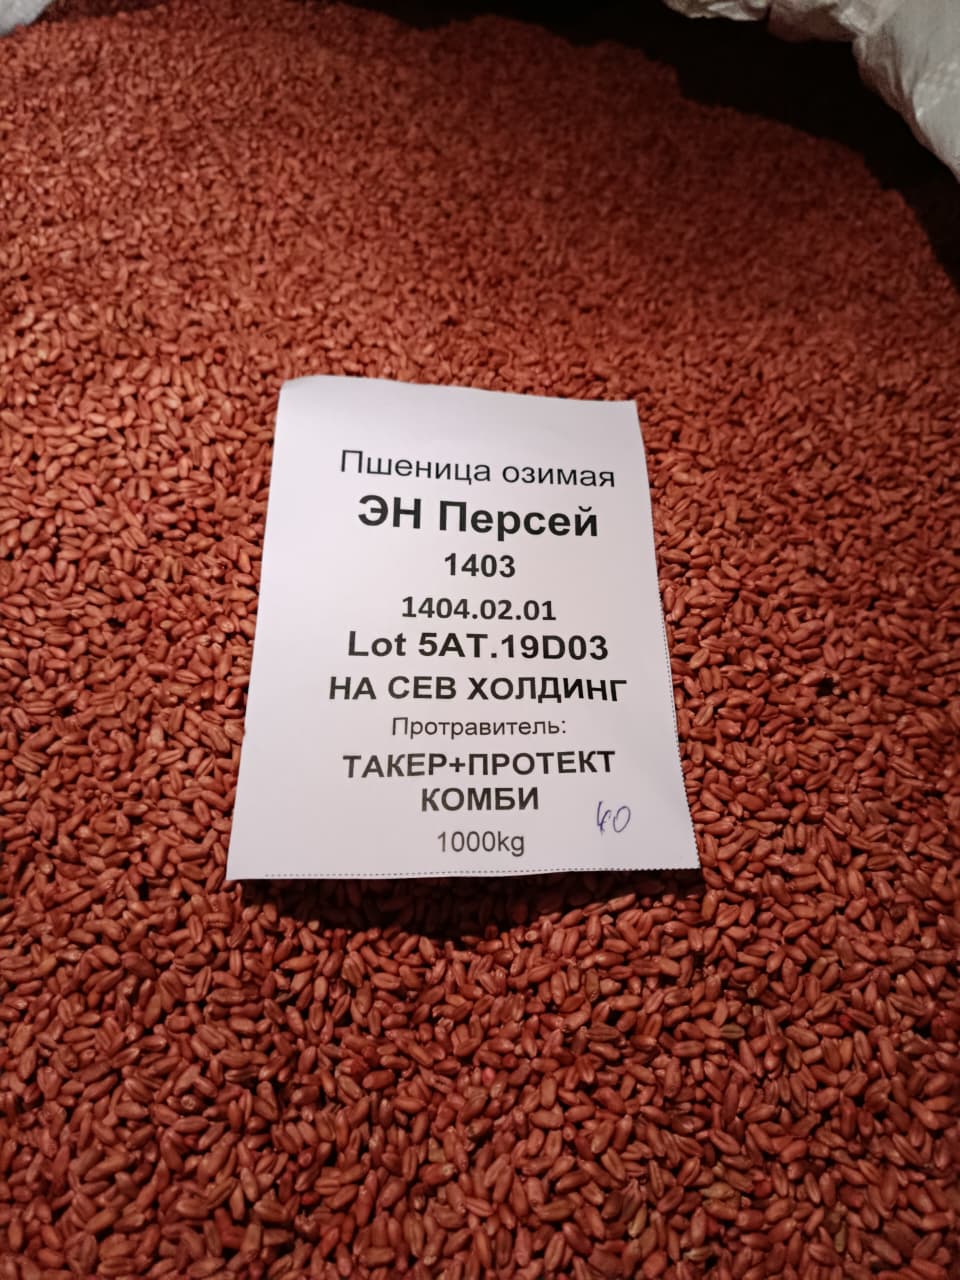 Пшеница озимая
ЭН Персей
1403
1404.02.01
Lot 5AT.19D03
НА СЕВ ХОЛДИНГ
Протравитель:
ТАКЕР+ПРОТЕКТ
КОМБИ
40
1000kg